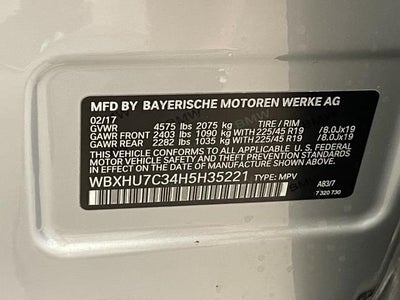 MFD BY BAYERISCHE MOTOREN WERKE AG
02/17
GVWR 4575 lbs 2075 kg TIRE / RIM
GAWR FRONT 2403 lbs 1090 kg WITH 225/45 R19 / 8.0Jx19
GAWR REAR 2282 lbs 1035 kg WITH 225/45 R19 / 8.0Jx19
THIS VEHICLE CONFORMS TO ALL APPLICABLE U.S. FEDERAL
MOTOR VEHICLE SAFETY STANDARDS IN EFFECT ON
THE DATE OF MANUFACTURE SHOWN ABOVE.
WBXHU7C34H5H35221 TYPE: MPV
A83/7
7 320 730